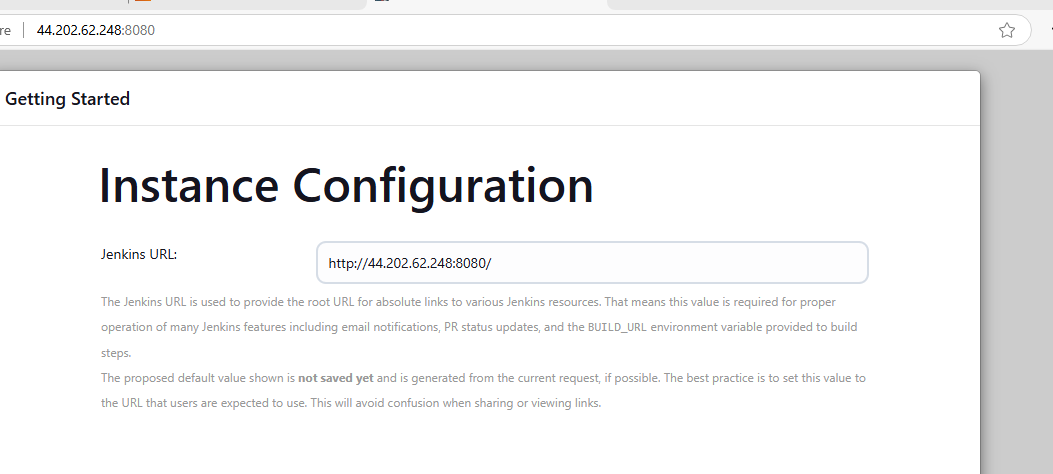 re
44.202.62.248:8080
Getting Started
Instance Configuration
Jenkins URL:
http://44.202.62.248:8080/
The Jenkins URL is used to provide the root URL for absolute links to various Jenkins resources. That means this value is required for proper
operation of many Jenkins features including email notifications, PR status updates, and the BUILD_URL environment variable provided to build
steps.
The proposed default value shown is not saved yet and is generated from the current request, if possible. The best practice is to set this value to
the URL that users are expected to use. This will avoid confusion when sharing or viewing links.